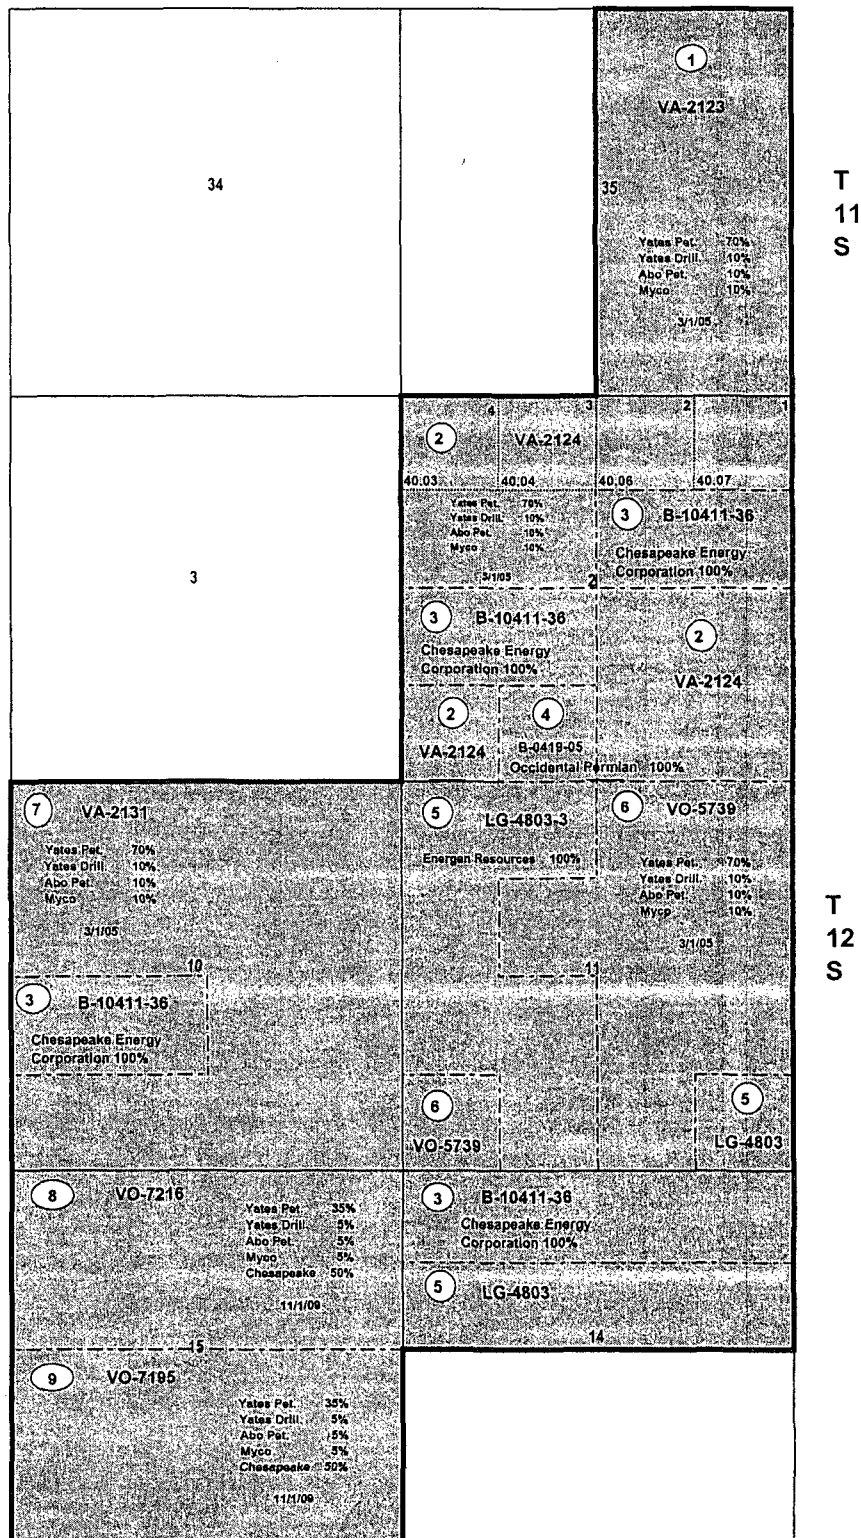 1
VA-2123
34
35
T
11
S
Yates Pet. 70%
Yates Drill. 10%
Abo Pet. 10%
Myco 10%
3/1/05
4 3 2 1
2 VA-2124
40.03 40.04 40.06 40.07
Yates Pet. 70%
Yates Drill. 10%
Abo Pet. 10%
Myco 10%
3/1/05
3 B-10411-36
Chesapeake Energy
Corporation 100%
3
2
3 B-10411-36
Chesapeake Energy
Corporation 100%
2
VA-2124
2
VA-2124
4
B-0419-05
Occidental Permian 100%
7 VA-2131
Yates Pet. 70%
Yates Drill. 10%
Abo Pet. 10%
Myco 10%
3/1/05
10
5 LG-4803-3
Energen Resources 100%
6 VO-5739
Yates Pet. 70%
Yates Drill. 10%
Abo Pet. 10%
Myco 10%
3/1/05
T
12
S
11
3 B-10411-36
Chesapeake Energy
Corporation 100%
6
VO-5739
5
LG-4803
8 VO-7216
Yates Pet. 35%
Yates Drill. 5%
Abo Pet. 5%
Myco 5%
Chesapeake 50%
11/1/09
3 B-10411-36
Chesapeake Energy
Corporation 100%
5 LG-4803
14
15
9 VO-7195
Yates Pet. 35%
Yates Drill. 5%
Abo Pet. 5%
Myco 5%
Chesapeake 50%
11/1/09